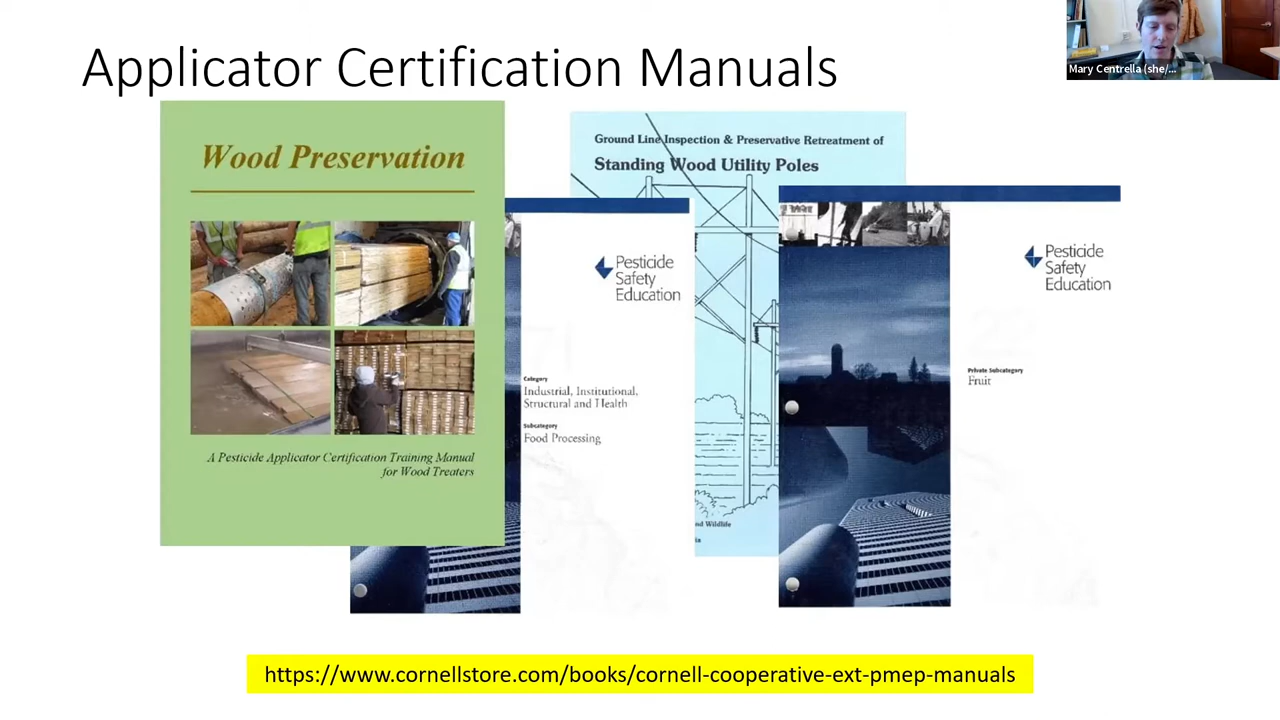 Applicator Certification Manuals
Mary Centrella (she/...
Wood Preservation
A Pesticide Applicator Certification Training Manual
for Wood Treaters
Pesticide
Safety
Education
Category
Industrial, Institutional,
Structural and Health
Subcategory
Food Processing
Ground Line Inspection & Preservative Retreatment of
Standing Wood Utility Poles
nd Wildlife
Pesticide
Safety
Education
Private Subcategory
Fruit
https://www.cornellstore.com/books/cornell-cooperative-ext-pmep-manuals